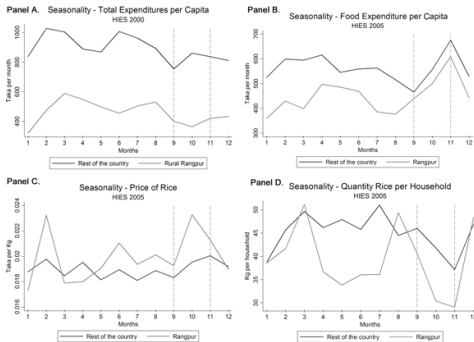 Panel A. Seasonality - Total Expenditures per Capita
HIES 2000
Taka per month
400 600 800 1000
1 2 3 4 5 6 7 8 9 10 11 12
Months
Rest of the country Rural Rangpur
Panel B. Seasonality - Food Expenditure per Capita
HIES 2005
Taka per month
300 400 500 600 700
1 2 3 4 5 6 7 8 9 10 11 12
Months
Rest of the country Rangpur
Panel C. Seasonality - Price of Rice
HIES 2005
Taka per Kg
0.016 0.018 0.02 0.022 0.024
1 2 3 4 5 6 7 8 9 10 11 12
Months
Rest of the country Rangpur
Panel D. Seasonality - Quantity Rice per Household
HIES 2005
Kg per household
30 35 40 45 50
1 2 3 4 5 6 7 8 9 10 11 12
Months
Rest of the country Rangpur